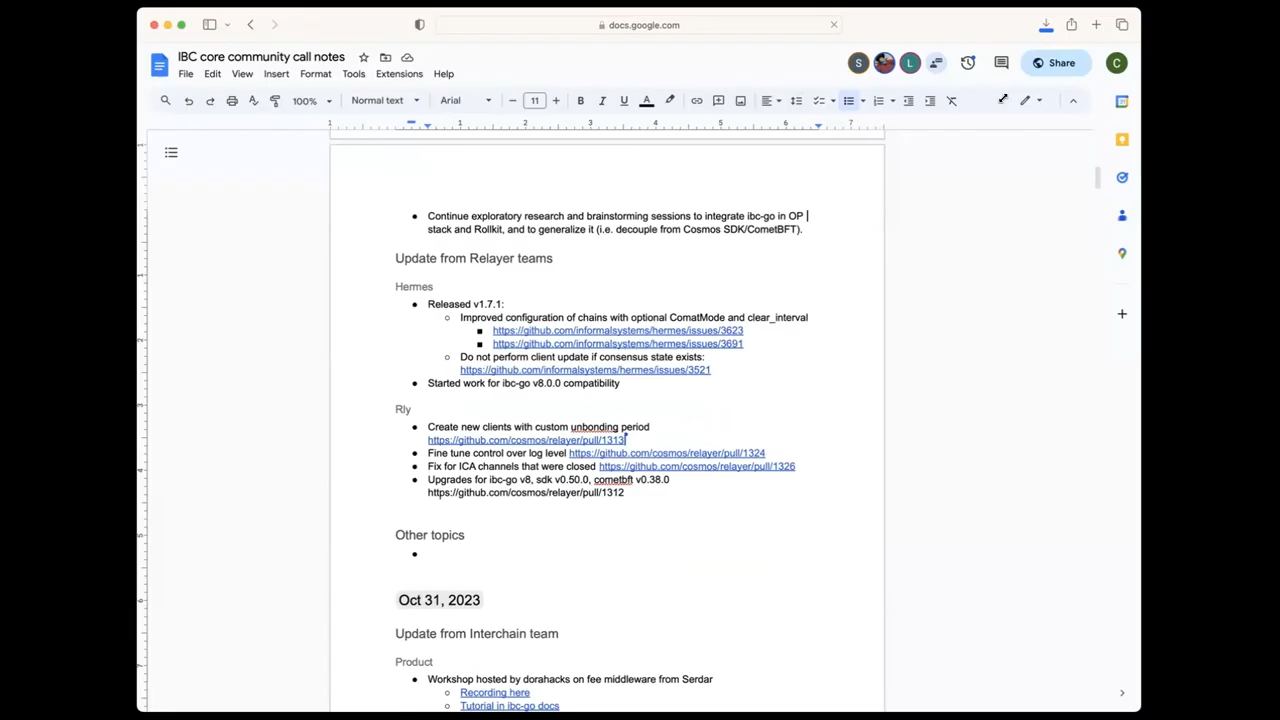 docs.google.com
IBC core community call notes
File Edit View Insert Format Tools Extensions Help
S L Share C
100% Normal text Arial 11
1 1 2 3 4 5 6 7
Continue exploratory research and brainstorming sessions to integrate ibc-go in OP
stack and Rollkit, and to generalize it (i.e. decouple from Cosmos SDK/CometBFT).
Update from Relayer teams
Hermes
Released v1.7.1:
Improved configuration of chains with optional ComatMode and clear_interval
https://github.com/informalsystems/hermes/issues/3623
https://github.com/informalsystems/hermes/issues/3691
Do not perform client update if consensus state exists:
https://github.com/informalsystems/hermes/issues/3521
Started work for ibc-go v8.0.0 compatibility
Rly
Create new clients with custom unbonding period
https://github.com/cosmos/relayer/pull/1313
Fine tune control over log level https://github.com/cosmos/relayer/pull/1324
Fix for ICA channels that were closed https://github.com/cosmos/relayer/pull/1326
Upgrades for ibc-go v8, sdk v0.50.0, cometbft v0.38.0
https://github.com/cosmos/relayer/pull/1312
Other topics
Oct 31, 2023
Update from Interchain team
Product
Workshop hosted by dorahacks on fee middleware from Serdar
Recording here
Tutorial in ibc-go docs